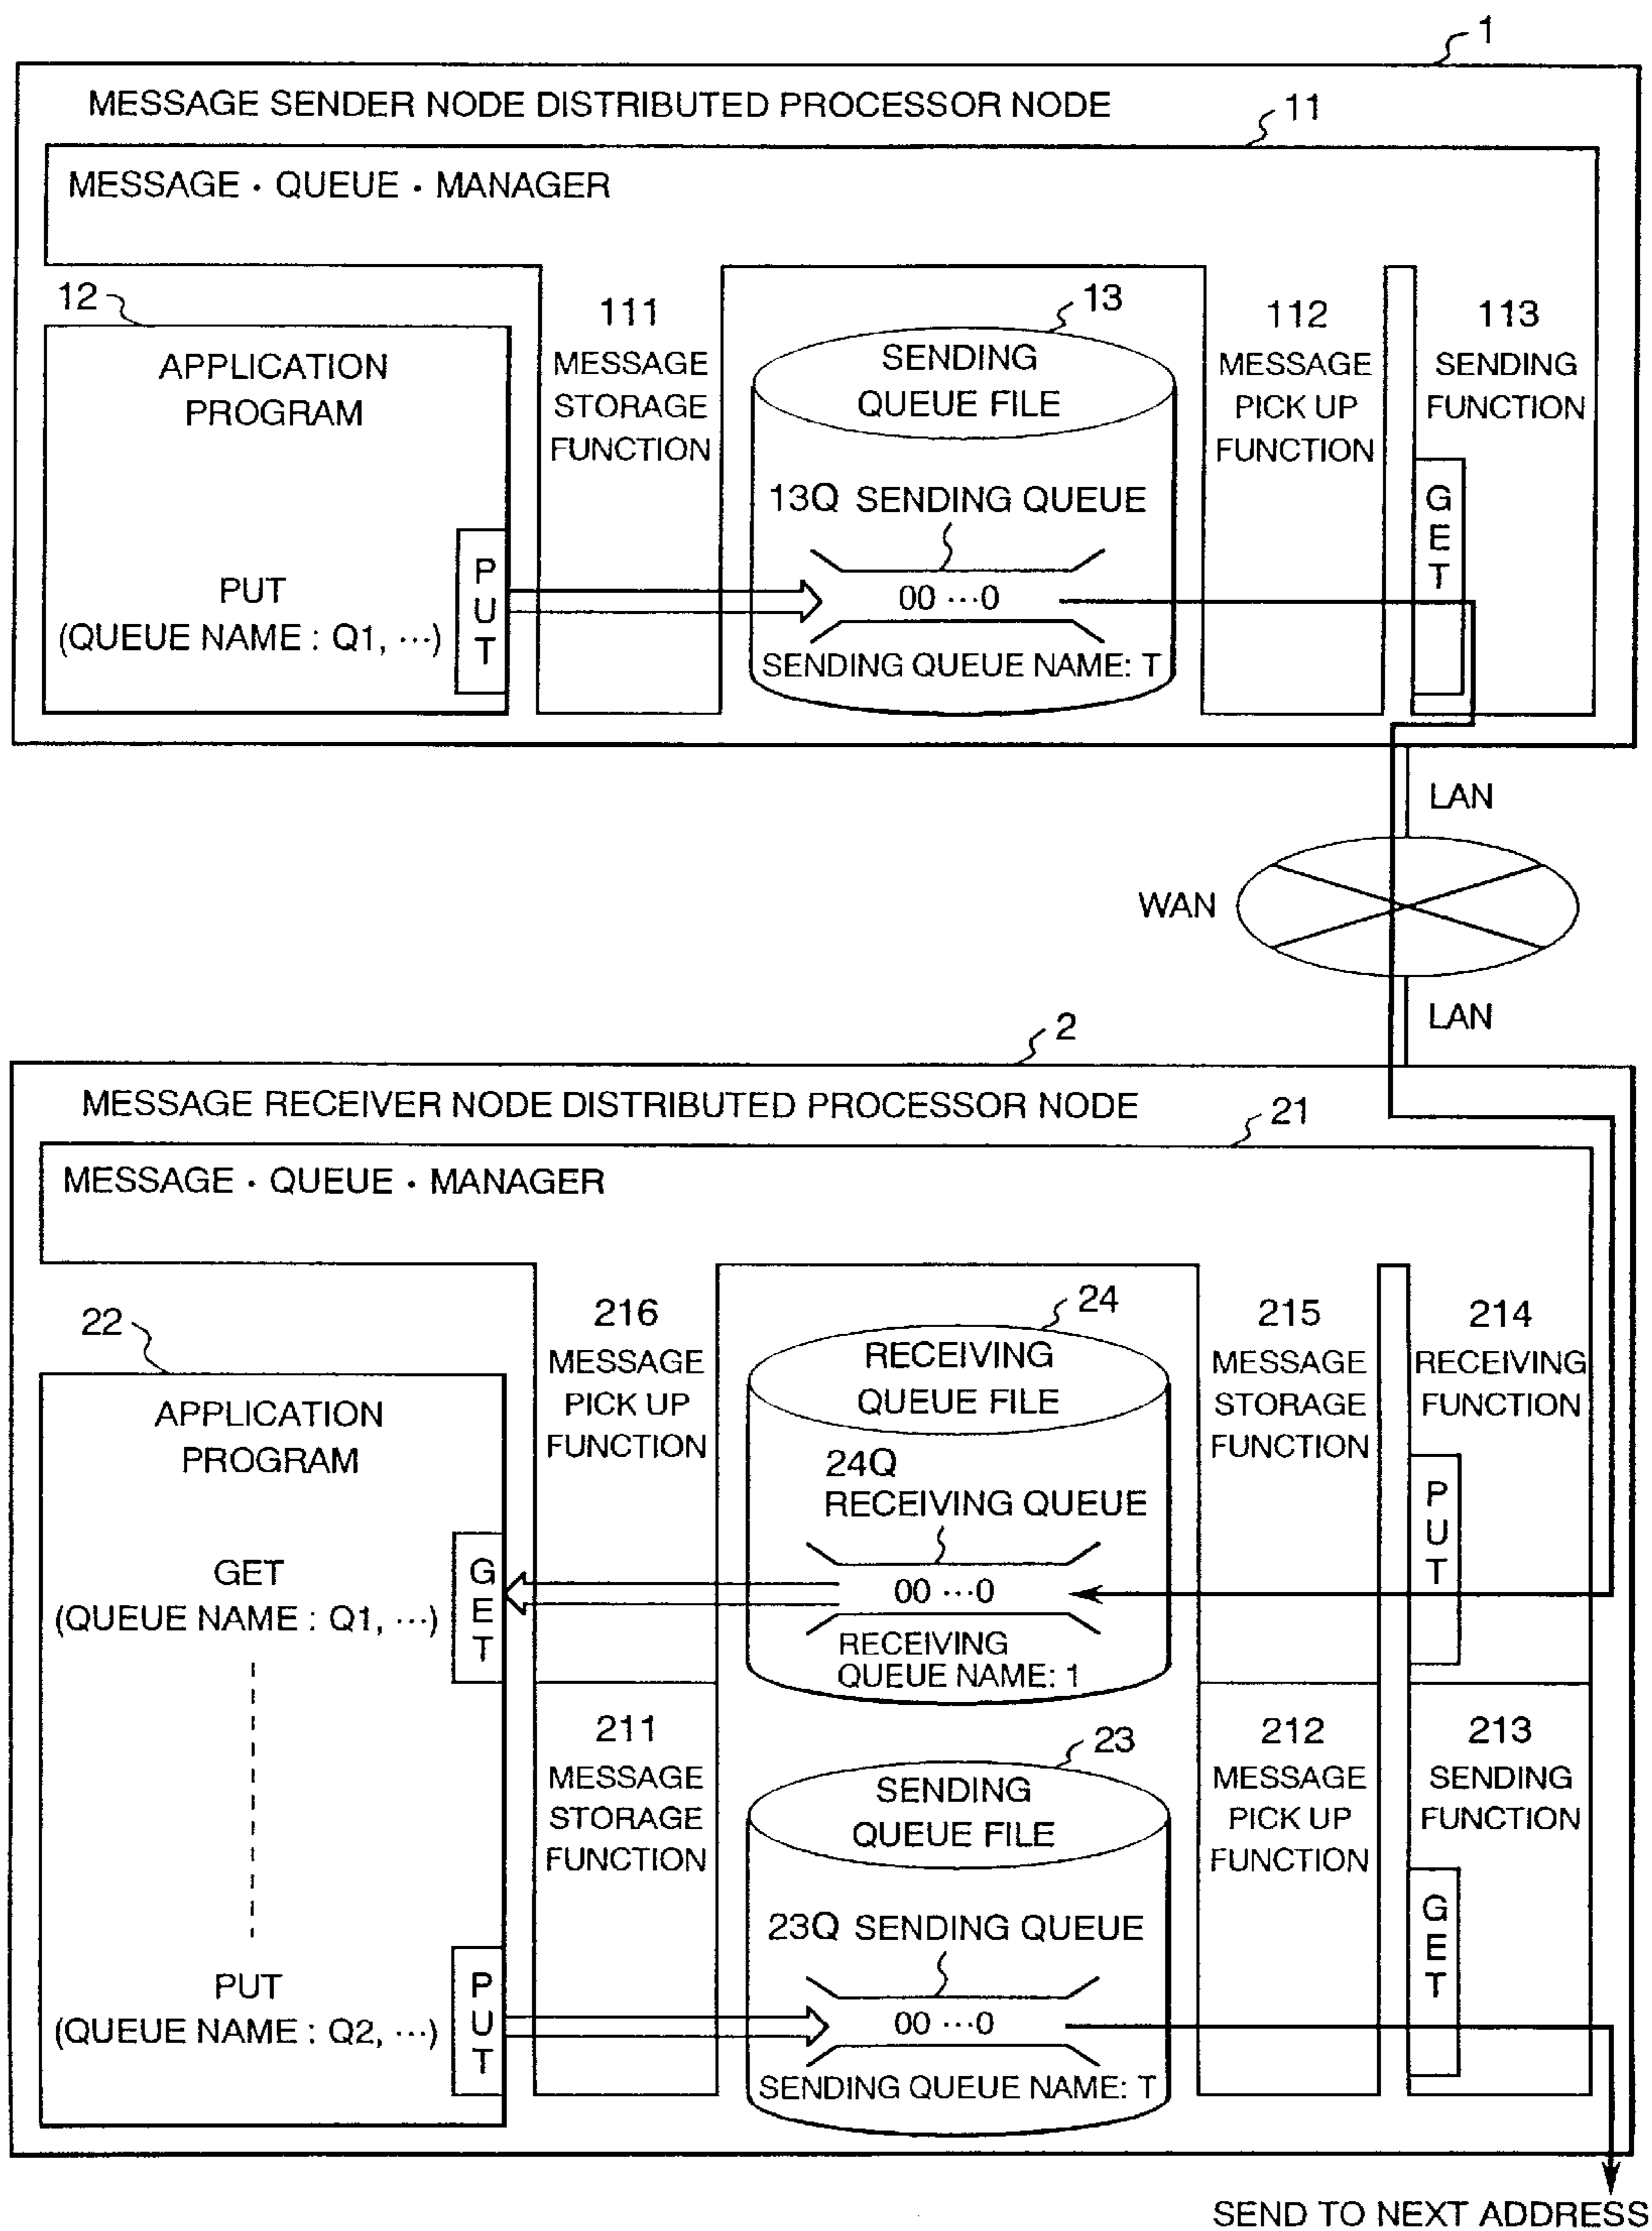 1
MESSAGE SENDER NODE DISTRIBUTED PROCESSOR NODE
11
MESSAGE · QUEUE · MANAGER
12
APPLICATION
PROGRAM
PUT
(QUEUE NAME : Q1, ···)
PUT
111
MESSAGE
STORAGE
FUNCTION
13
SENDING
QUEUE FILE
13Q SENDING QUEUE
00 ···0
SENDING QUEUE NAME: T
112
MESSAGE
PICK UP
FUNCTION
113
SENDING
FUNCTION
GET
LAN
WAN
LAN
2
MESSAGE RECEIVER NODE DISTRIBUTED PROCESSOR NODE
21
MESSAGE · QUEUE · MANAGER
22
APPLICATION
PROGRAM
GET
(QUEUE NAME : Q1, ···)
GET
PUT
(QUEUE NAME : Q2, ···)
PUT
216
MESSAGE
PICK UP
FUNCTION
24
RECEIVING
QUEUE FILE
24Q
RECEIVING QUEUE
00 ···0
RECEIVING
QUEUE NAME: 1
215
MESSAGE
STORAGE
FUNCTION
214
RECEIVING
FUNCTION
PUT
211
MESSAGE
STORAGE
FUNCTION
23
SENDING
QUEUE FILE
23Q SENDING QUEUE
00 ···0
SENDING QUEUE NAME: T
212
MESSAGE
PICK UP
FUNCTION
213
SENDING
FUNCTION
GET
SEND TO NEXT ADDRESS